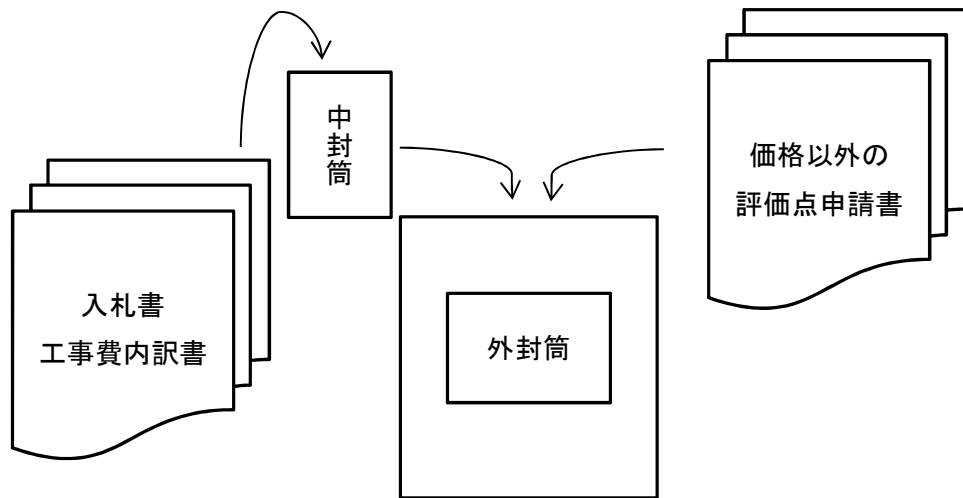 中封筒
価格以外の
評価点申請書
入札書
工事費内訳書
外封筒